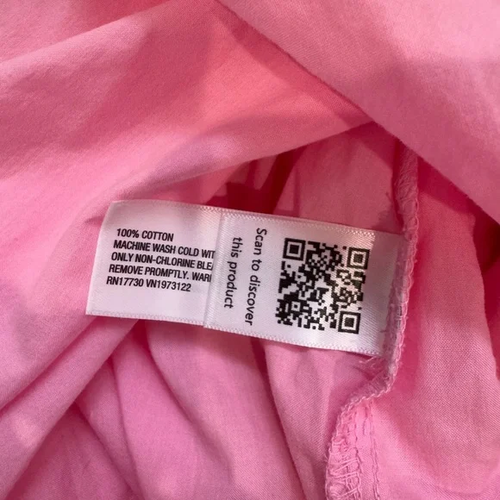 100% COTTON
MACHINE WASH COLD WIT
ONLY NON-CHLORINE BLEA
REMOVE PROMPTLY. WAR
RN17730 VN1973122
Scan to discover
this product